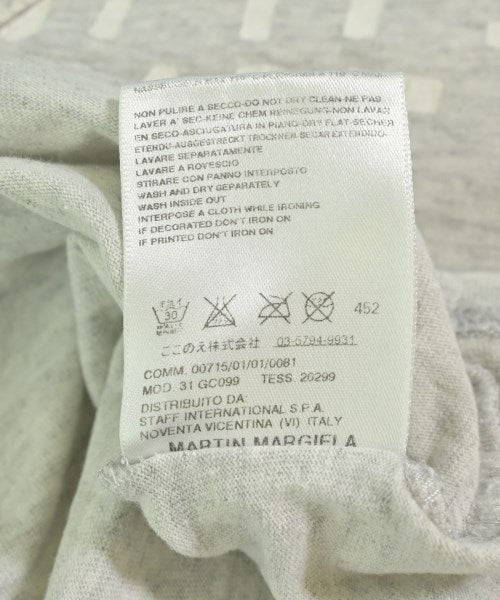 NON PULIRE A SECCO-DO NOT DRY CLEAN-NE PAS
LAVER A' SEC-KEINE CHEM REINIGUNG-NON LAVAR
EN SECO-ASCIUGATURA IN PIANO-DRY FLAT-SECHER
ETENDU-AUSGESTRECKT TROCKNER SECAR EXTENDIDO-
LAVARE SEPARATAMENTE
LAVARE A ROVESCIO
STIRARE CON PANNO INTERPOSTO
WASH AND DRY SEPARATELY
WASH INSIDE OUT
INTERPOSE A CLOTH WHILE IRONING
IF DECORATED DON'T IRON ON
IF PRINTED DON'T IRON ON
30
452
ここのえ株式会社 03-5794-9931
COMM. 00715/01/01/0081
MOD. 31 GC099 TESS. 20299
DISTRIBUITO DA:
STAFF INTERNATIONAL S.P.A.
NOVENTA VICENTINA (VI) ITALY
MARTIN MARGIELA